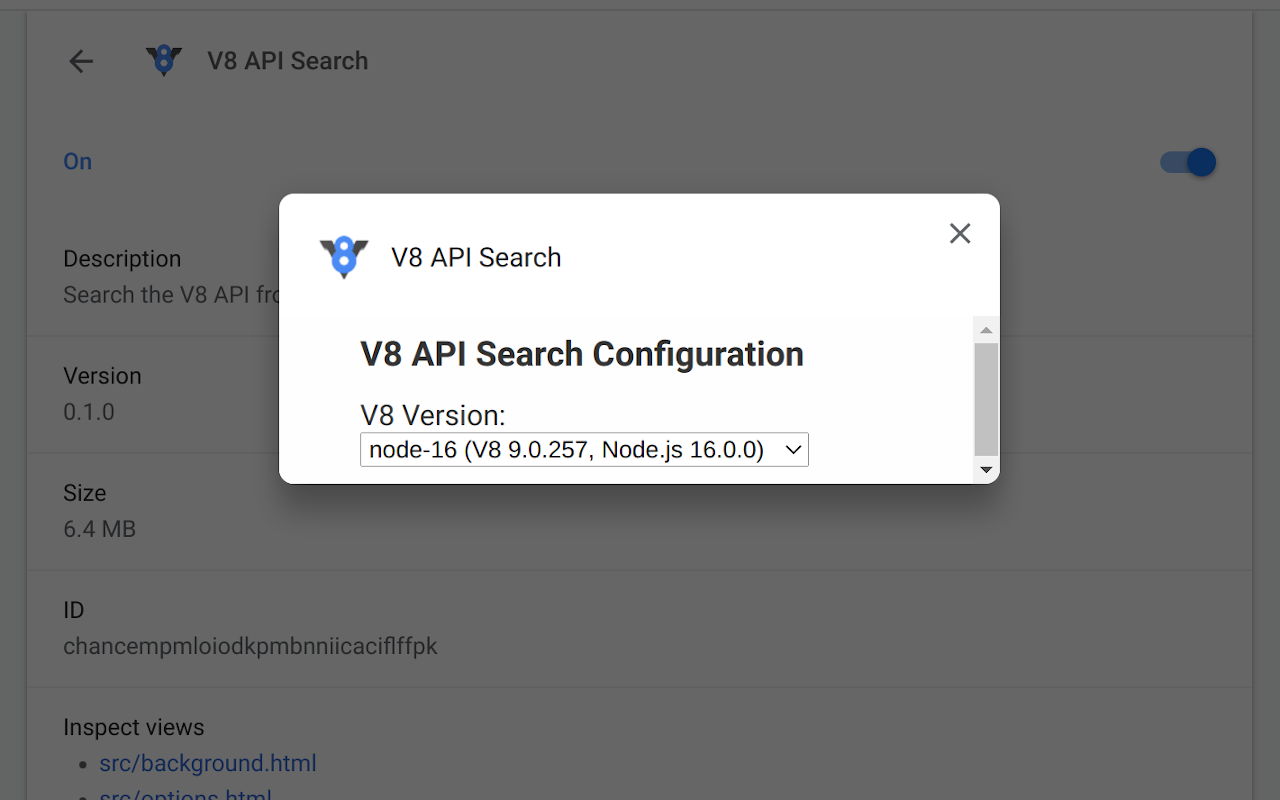 V8 API Search
On
Description
Search the V8 API
Version
0.1.0
Size
6.4 MB
ID
chancempmloiodkpmbnniicaciflffpk
Inspect views
src/background.html
src/options.html
V8 API Search
V8 API Search Configuration
V8 Version:
node-16 (V8 9.0.257, Node.js 16.0.0)